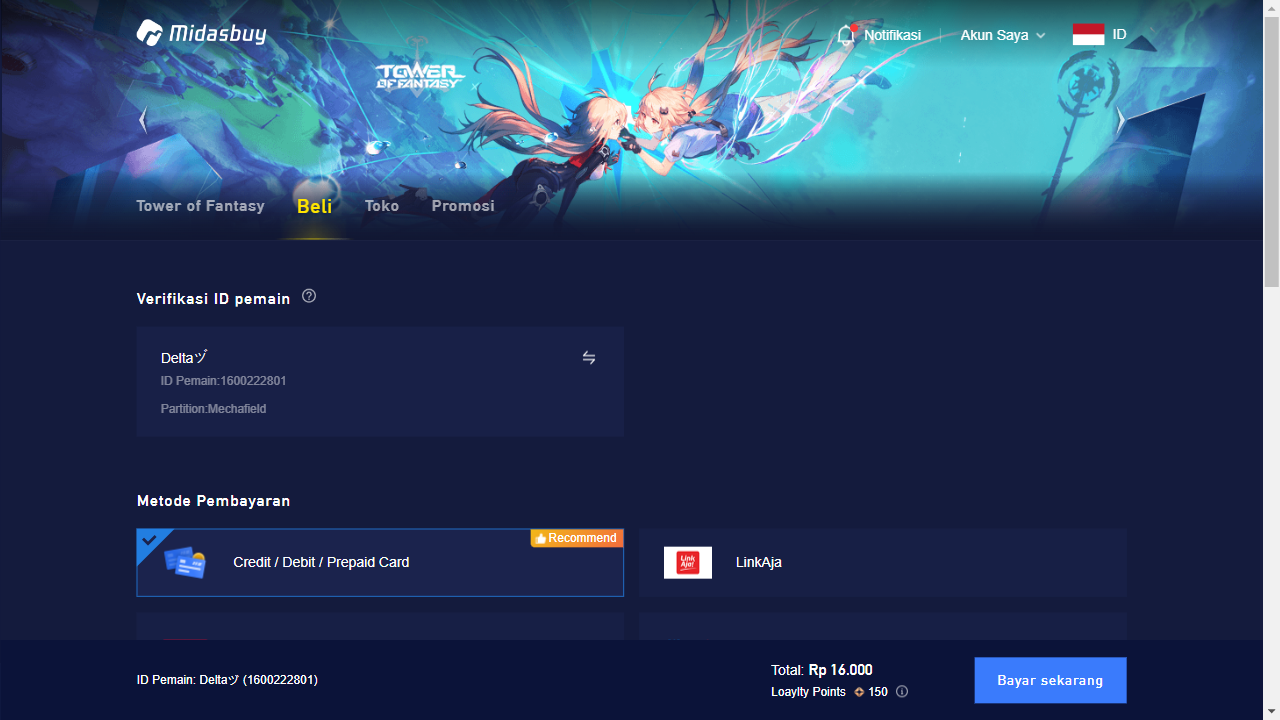 Midasbuy
Notifikasi
Akun Saya
ID
TOWER
OF FANTASY
Tower of Fantasy
Beli
Toko
Promosi
Verifikasi ID pemain
Deltaヅ
ID Pemain:1600222801
Partition:Mechafield
Metode Pembayaran
Recommend
Credit / Debit / Prepaid Card
Link
Aja!
LinkAja
ID Pemain: Deltaヅ (1600222801)
Total: Rp 16.000
Loaylty Points 150
Bayar sekarang